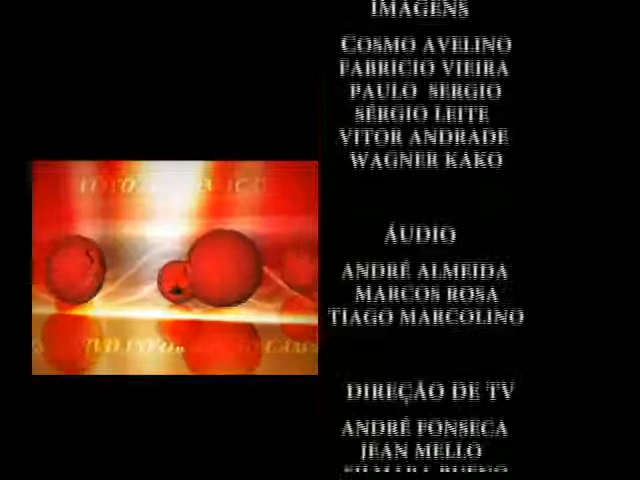 IMAGENS
COSMO AVELINO
FABRICIO VIEIRA
PAULO SERGIO
SÉRGIO LEITE
VITOR ANDRADE
WAGNER KAKO
ÁUDIO
ANDRÉ ALMEIDA
MARCOS ROSA
TIAGO MARCOLINO
DIREÇÃO DE TV
ANDRÉ FONSECA
JEAN MELLO